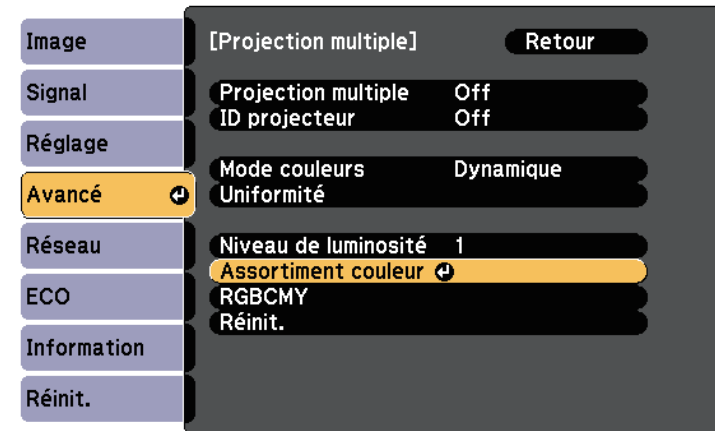 Image
Signal
Réglage
Avancé
Réseau
ECO
Information
Réinit.
[Projection multiple] Retour
Projection multiple Off
ID projecteur Off
Mode couleurs Dynamique
Uniformité
Niveau de luminosité 1
Assortiment couleur
RGBCMY
Réinit.